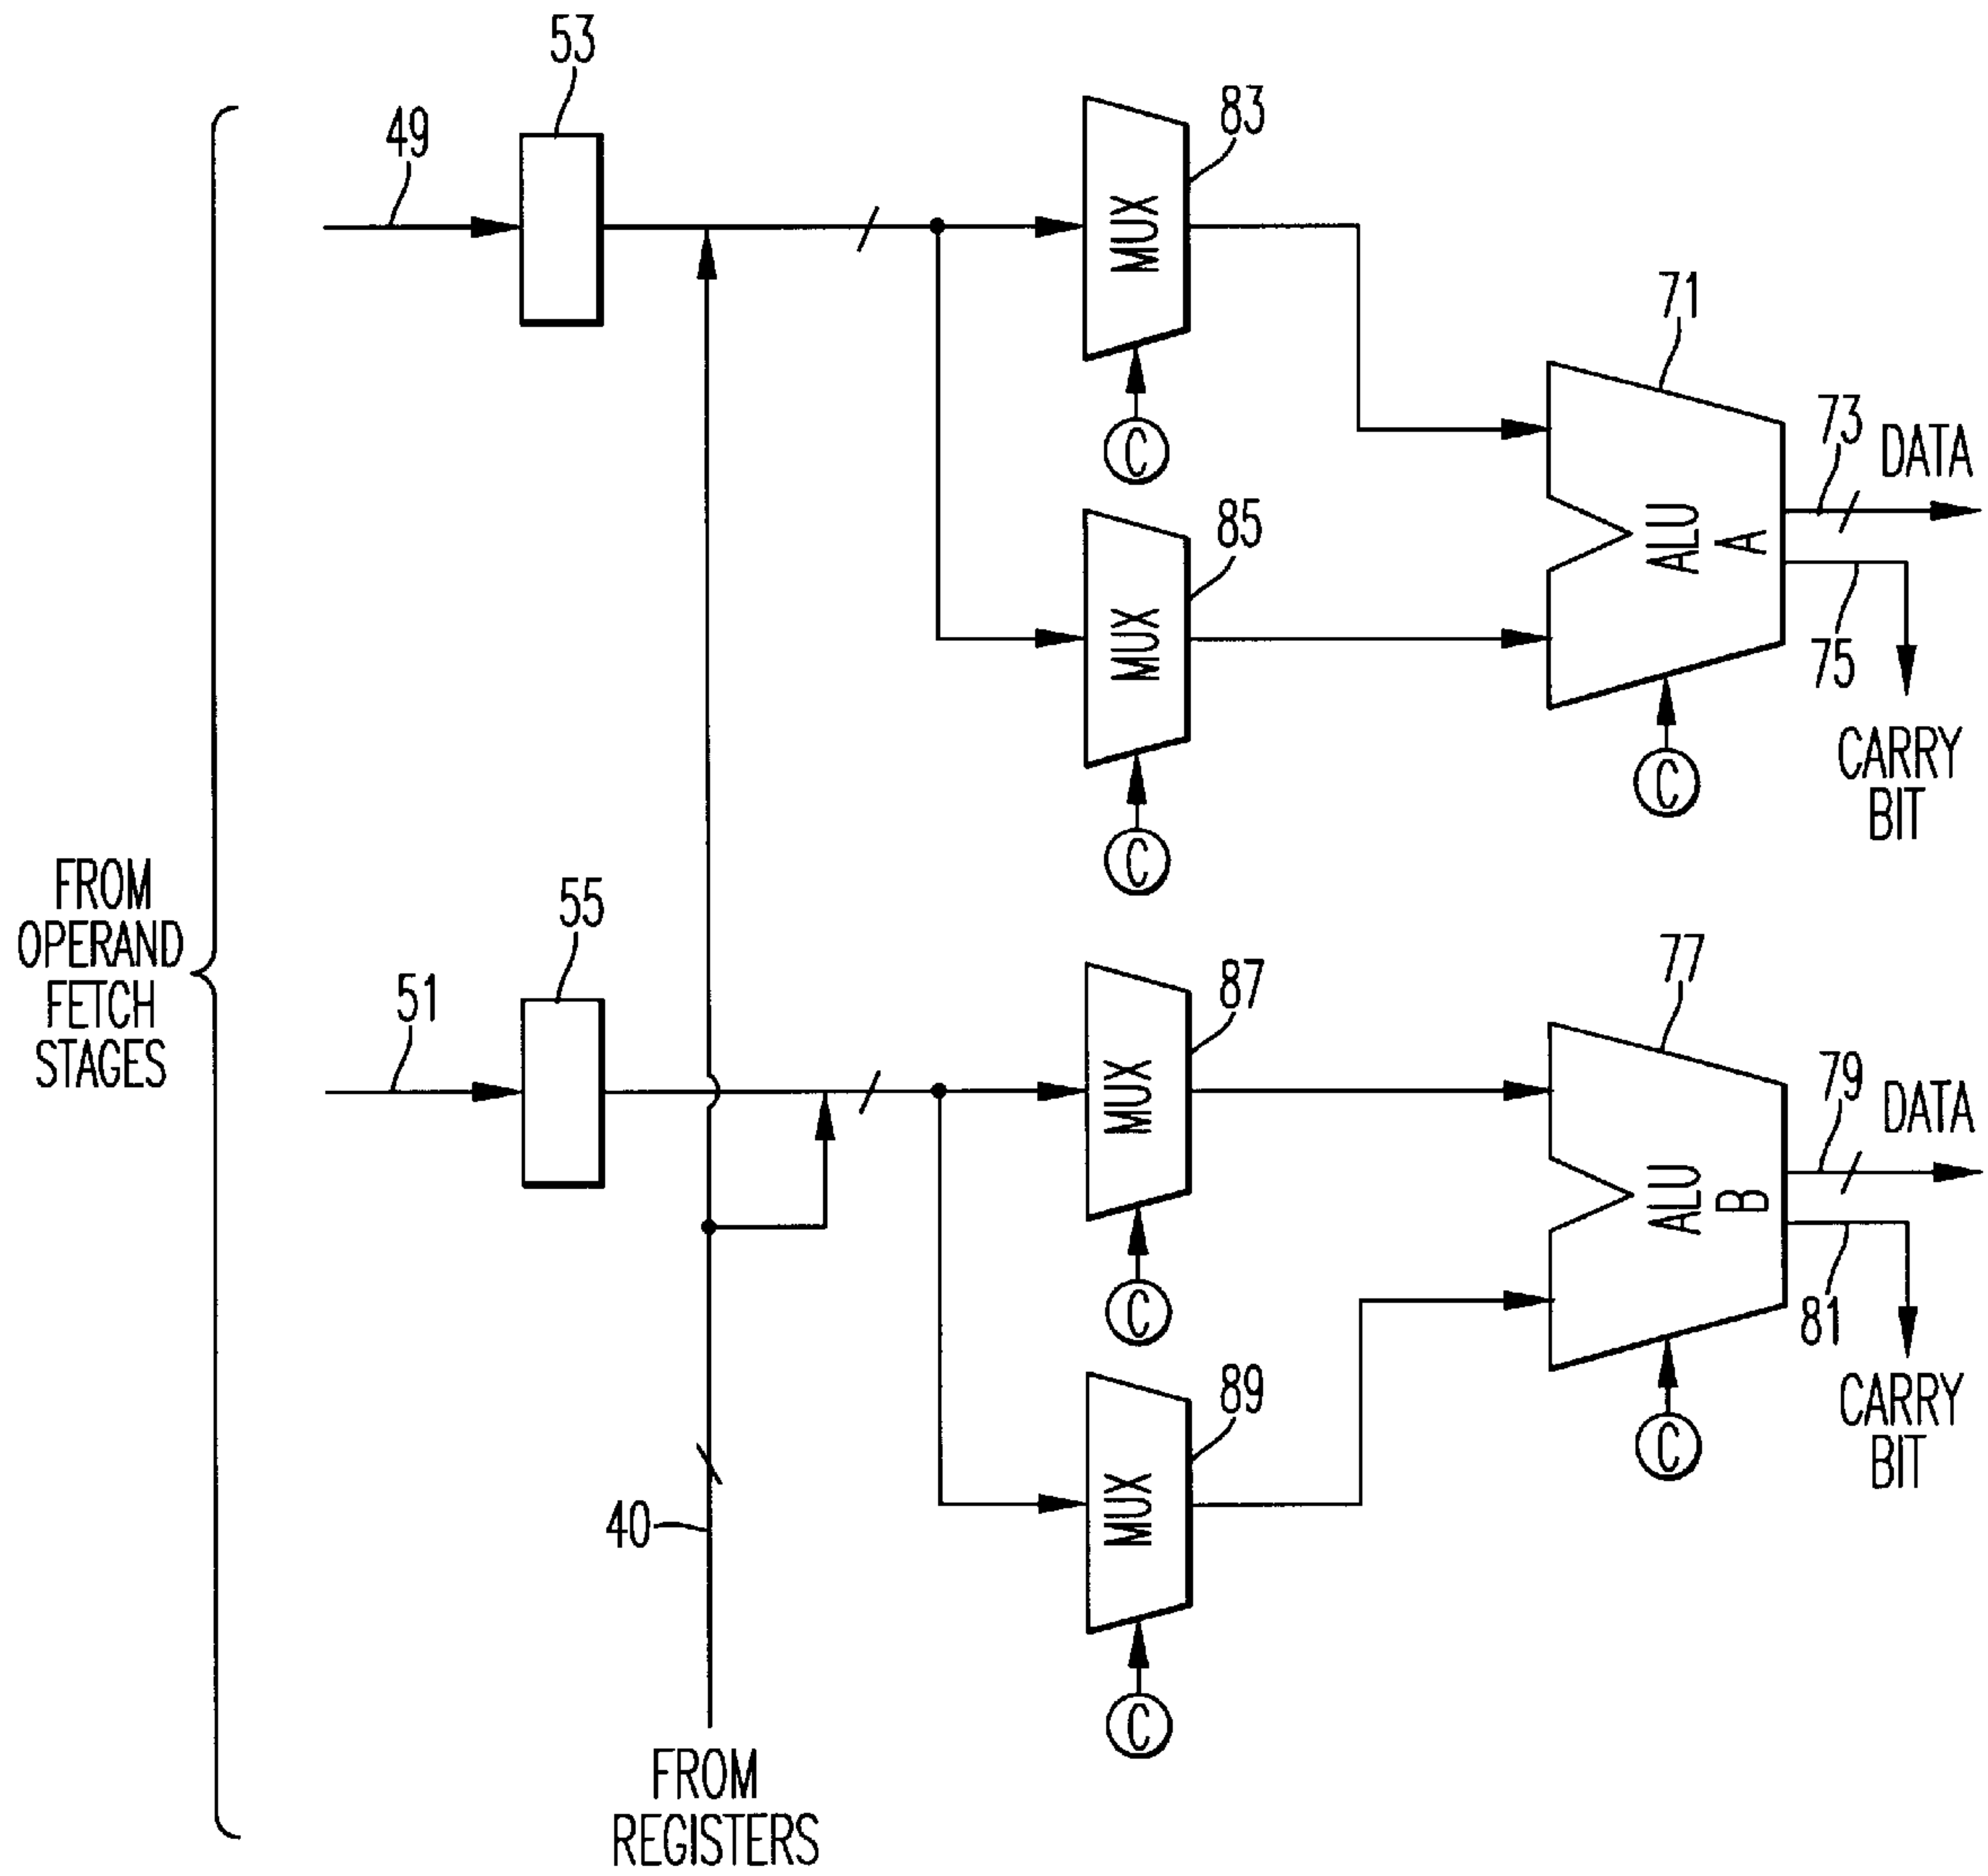 53
49
83
MUX
C
71
73
DATA
ALU
A
85
MUX
75
CARRY
BIT
C
C
FROM
OPERAND
FETCH
STAGES
55
51
87
MUX
77
79
DATA
ALU
B
81
CARRY
BIT
C
C
89
MUX
40
C
FROM
REGISTERS